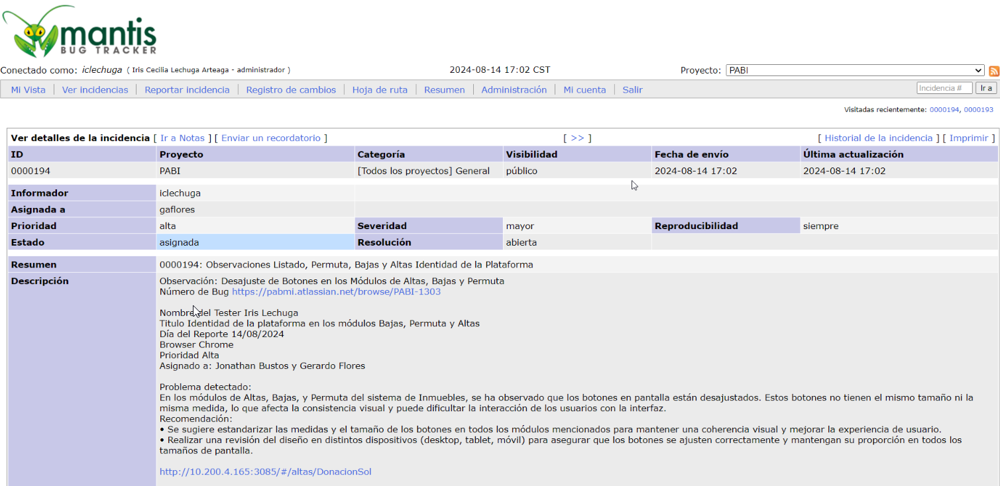 mantis
BUG TRACKER
Conectado como: iclechuga ( Iris Cecilia Lechuga Arteaga - administrador ) 2024-08-14 17:02 CST Proyecto: PABI
Mi Vista | Ver incidencias | Reportar incidencia | Registro de cambios | Hoja de ruta | Resumen | Administración | Mi cuenta | Salir Incidencia # Ir a
Visitadas recientemente: 0000194, 0000193
Ver detalles de la incidencia [ Ir a Notas ] [ Enviar un recordatorio ] [ >> ] [ Historial de la incidencia ] [ Imprimir ]
ID Proyecto Categoría Visibilidad Fecha de envío Última actualización
0000194 PABI [Todos los proyectos] General público 2024-08-14 17:02 2024-08-14 17:02
Informador iclechuga
Asignada a gaflores
Prioridad alta Severidad mayor Reproducibilidad siempre
Estado asignada Resolución abierta
Resumen 0000194: Observaciones Listado, Permuta, Bajas y Altas Identidad de la Plataforma
Descripción Observación: Desajuste de Botones en los Módulos de Altas, Bajas y Permuta
Número de Bug https://pabmi.atlassian.net/browse/PABI-1303
Nombre del Tester Iris Lechuga
Titulo Identidad de la plataforma en los módulos Bajas, Permuta y Altas
Día del Reporte 14/08/2024
Browser Chrome
Prioridad Alta
Asignado a: Jonathan Bustos y Gerardo Flores
Problema detectado:
En los módulos de Altas, Bajas, y Permuta del sistema de Inmuebles, se ha observado que los botones en pantalla están desajustados. Estos botones no tienen el mismo tamaño ni la
misma medida, lo que afecta la consistencia visual y puede dificultar la interacción de los usuarios con la interfaz.
Recomendación:
• Se sugiere estandarizar las medidas y el tamaño de los botones en todos los módulos mencionados para mantener una coherencia visual y mejorar la experiencia de usuario.
• Realizar una revisión del diseño en distintos dispositivos (desktop, tablet, móvil) para asegurar que los botones se ajusten correctamente y mantengan su proporción en todos los
tamaños de pantalla.
http://10.200.4.165:3085/#/altas/DonacionSol